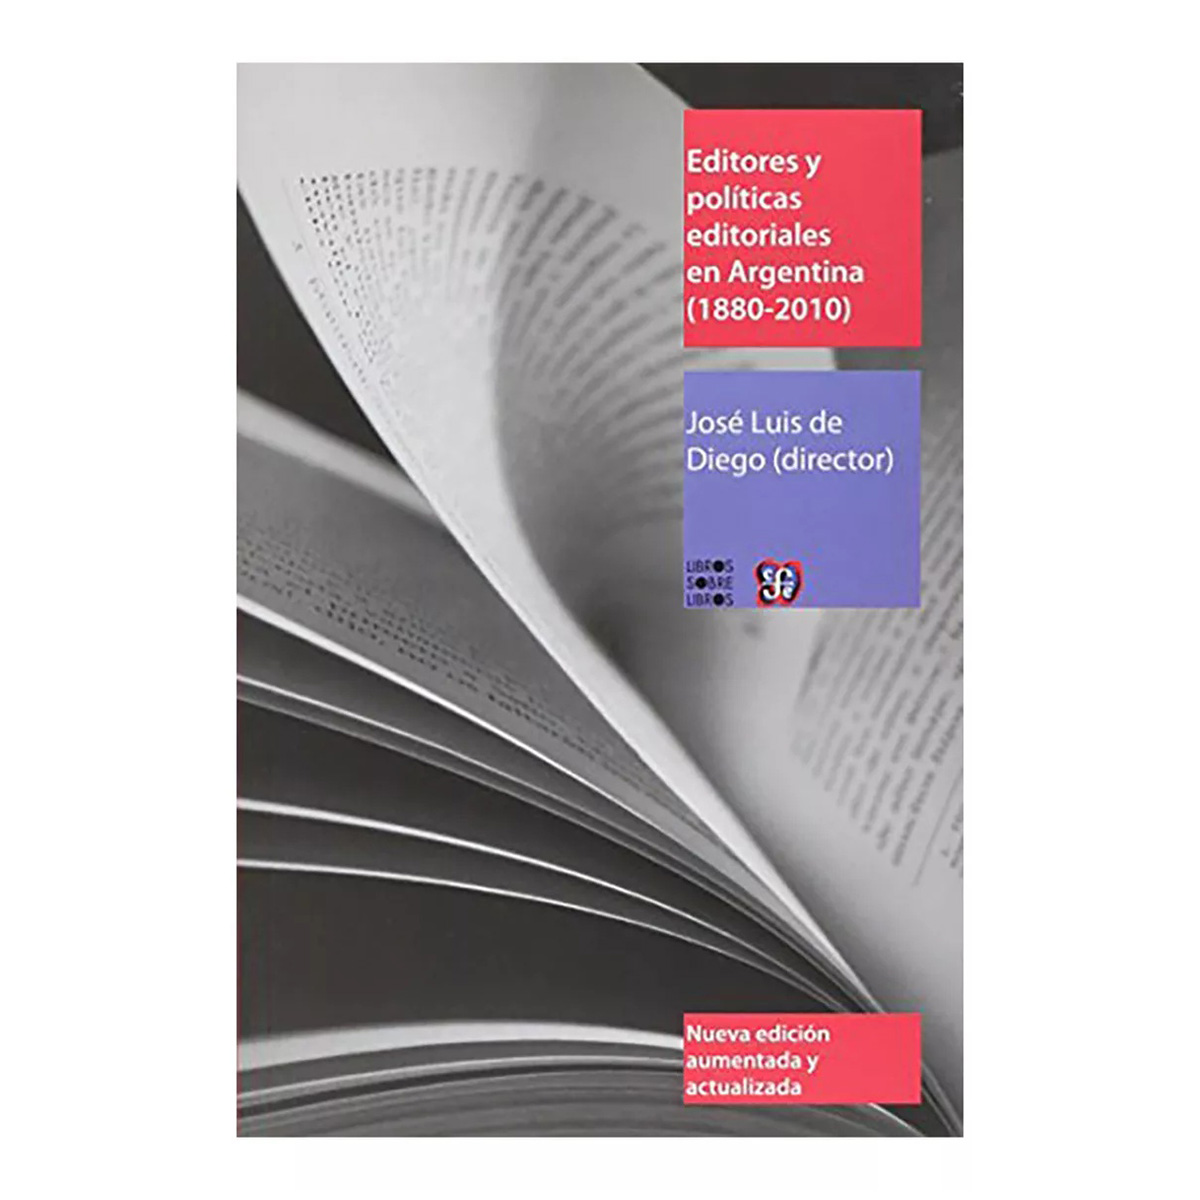 Editores y
políticas
editoriales
en Argentina
(1880-2010)
José Luis de
Diego (director)
LIBROS
SOBRE
LIBROS
Nueva edición
aumentada y
actualizada